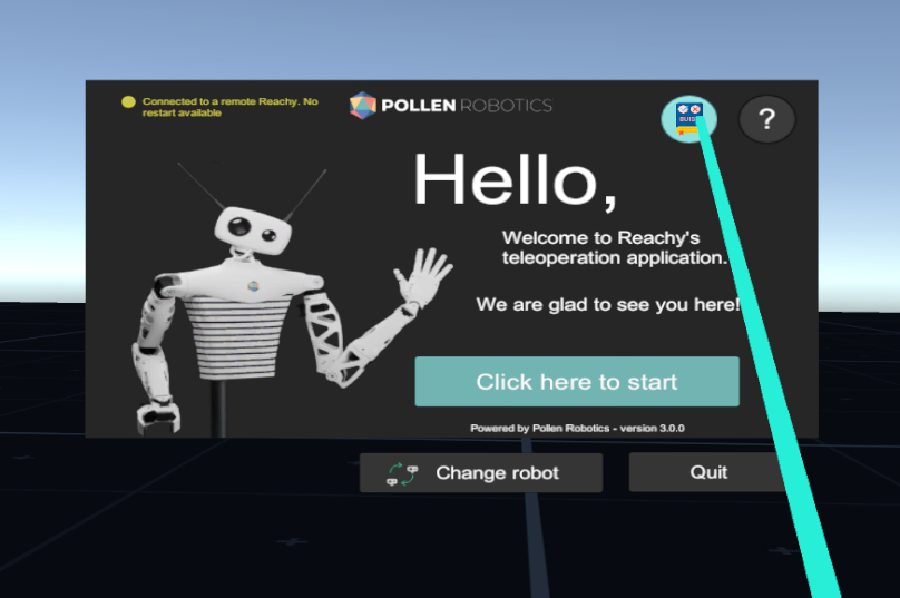 Connected to a remote Reachy. No
restart available
POLLEN ROBOTICS
?
Hello,
Welcome to Reachy's
teleoperation application.
We are glad to see you here!
Click here to start
Powered by Pollen Robotics - version 3.0.0
Change robot
Quit